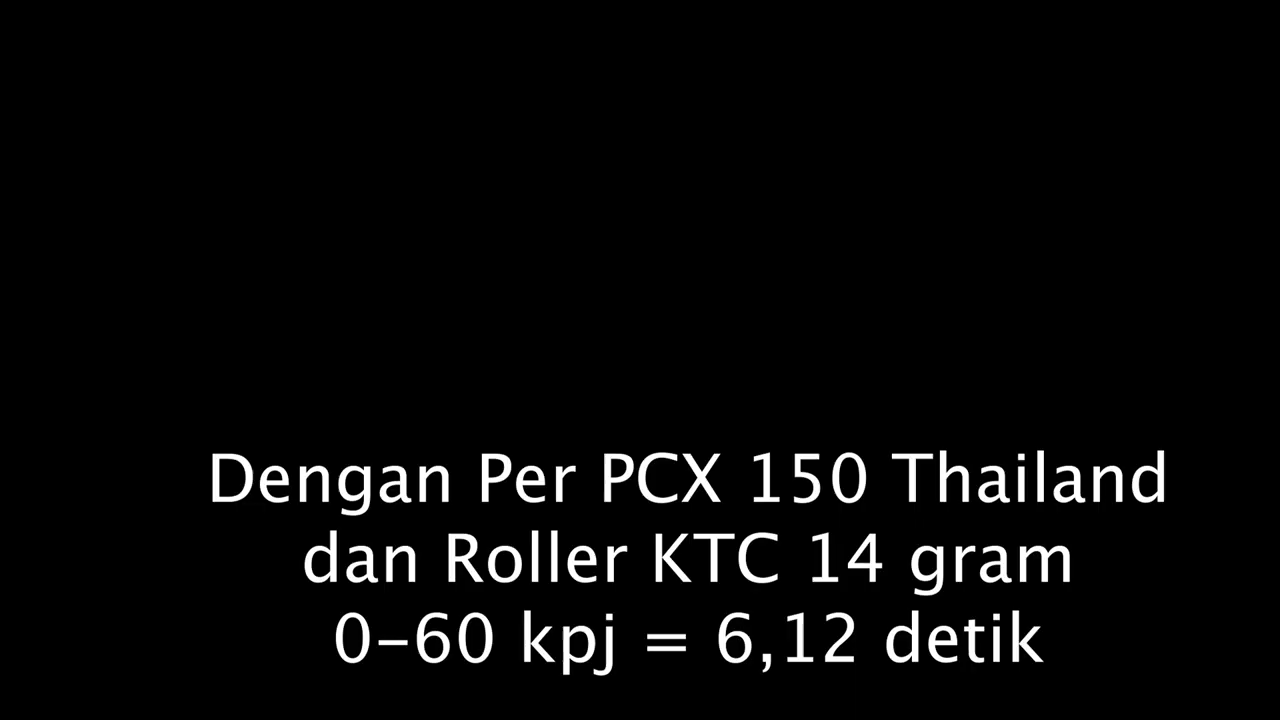 Dengan Per PCX 150 Thailand
dan Roller KTC 14 gram
0-60 kpj = 6,12 detik